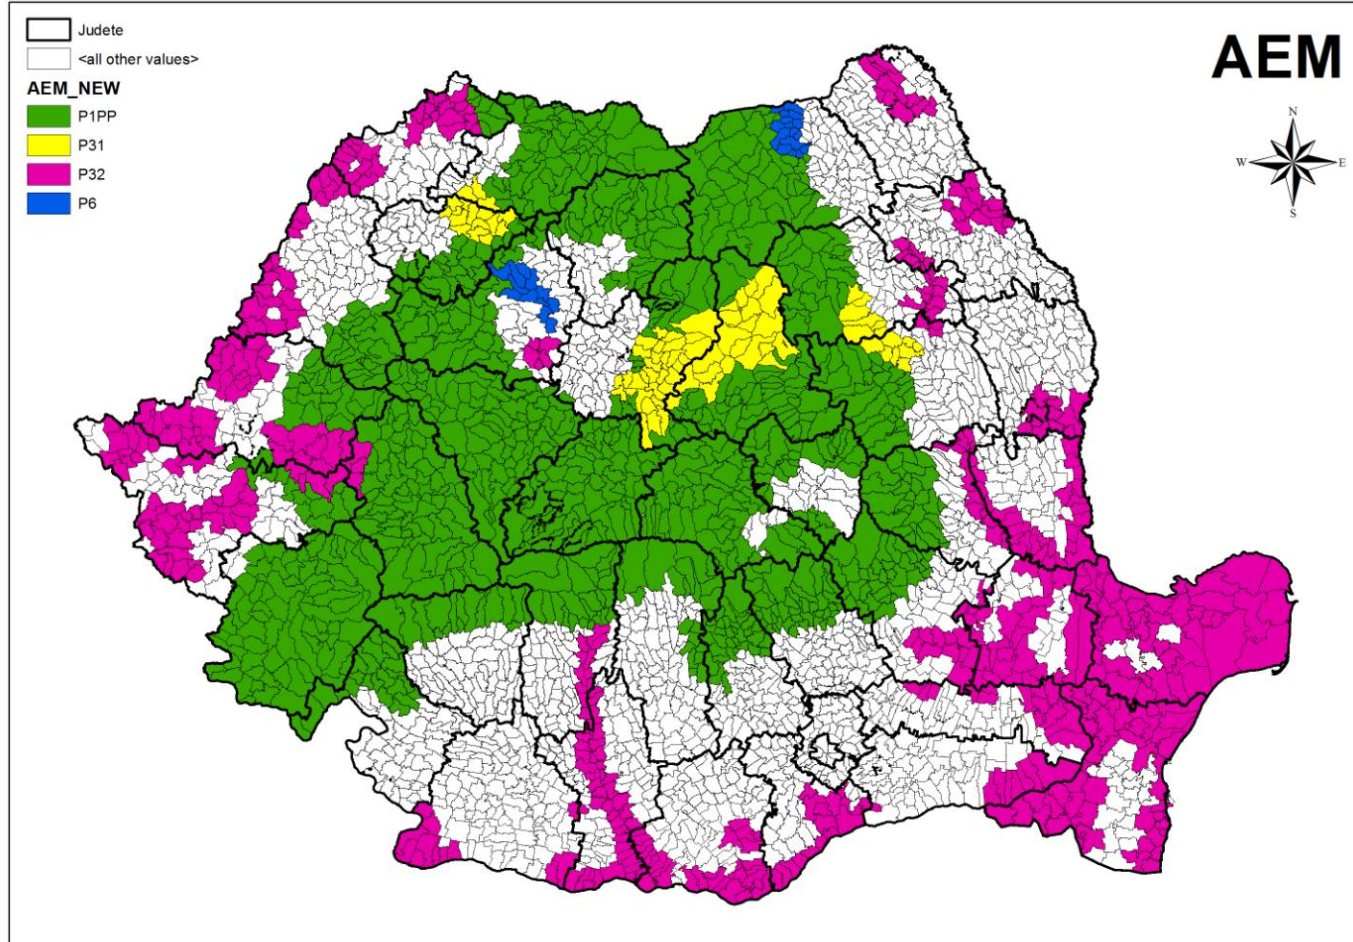 Judete
<all other values>
AEM_NEW
P1PP
P31
P32
P6
AEM
N
W
E
S